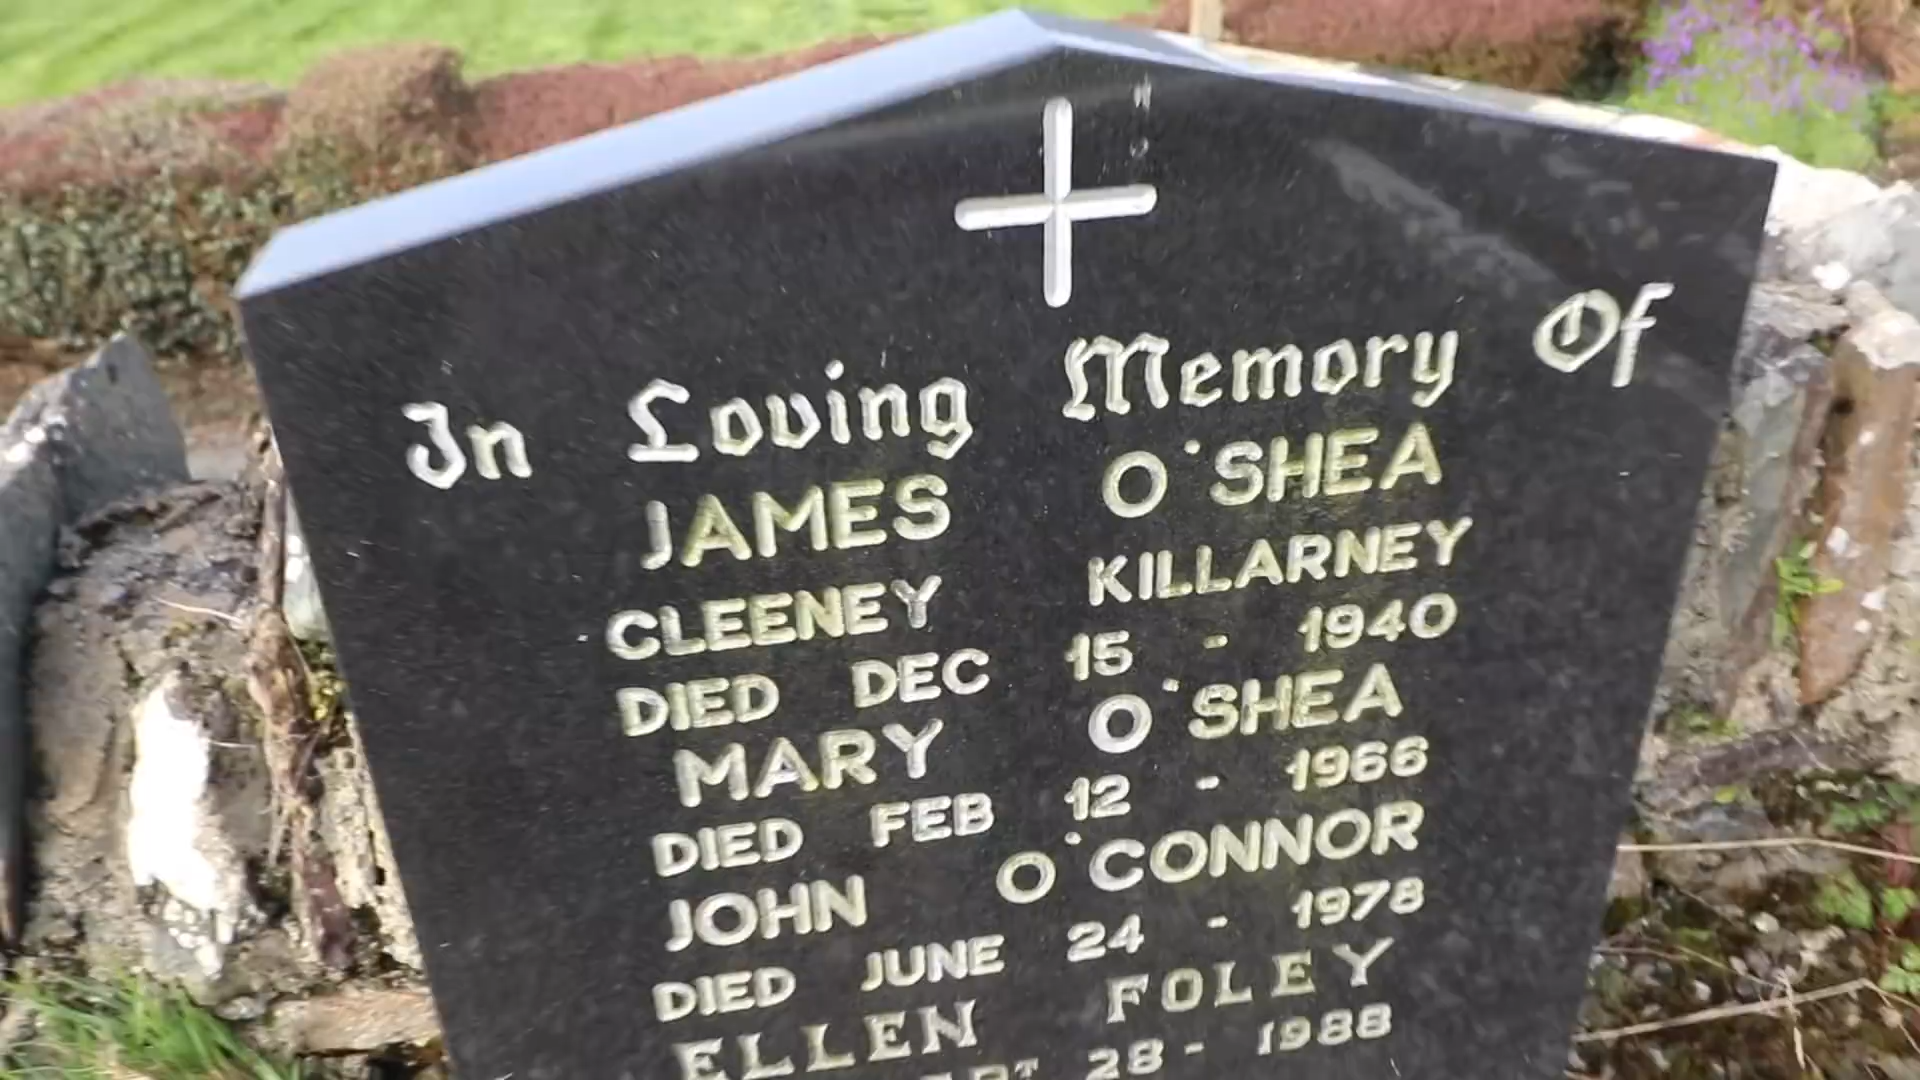 In Loving Memory Of
JAMES O'SHEA
CLEENEY KILLARNEY
DIED DEC 15 - 1940
MARY O'SHEA
DIED FEB 12 - 1966
JOHN O'CONNOR
DIED JUNE 24 - 1978
ELLEN FOLEY
28 - 1988